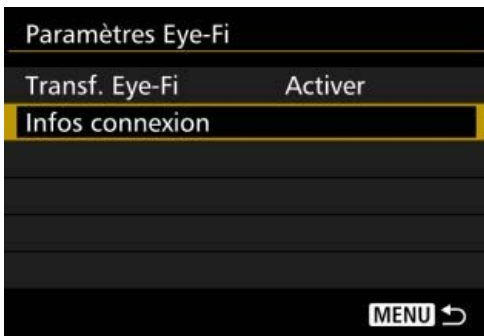 Paramètres Eye-Fi
Transf. Eye-Fi Activer
Infos connexion
MENU